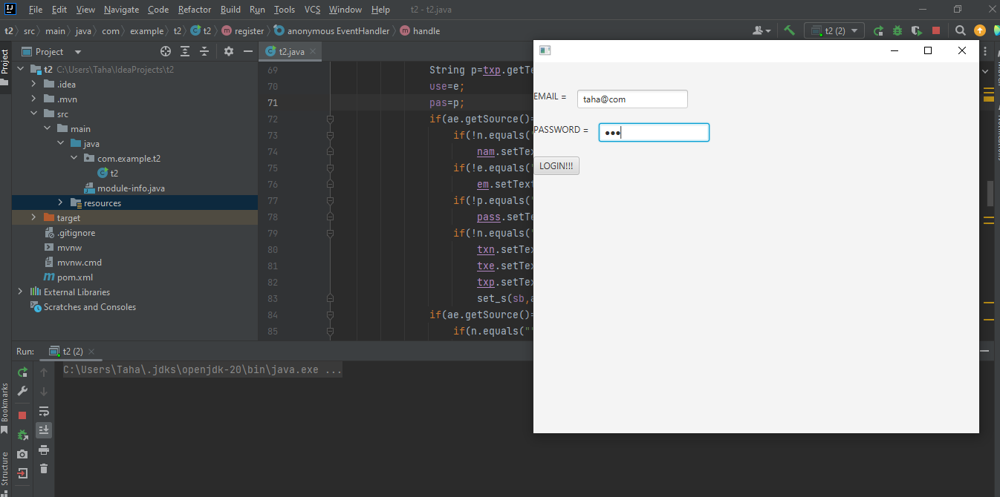 IJ File Edit View Navigate Code Refactor Build Run Tools VCS Window Help t2 - t2.java
t2 src main java com example t2 t2 register anonymous EventHandler handle t2 (2)
Project
Project
t2.java
t2 C:\Users\Taha\IdeaProjects\t2
.idea
.mvn
src
main
java
com.example.t2
t2
module-info.java
resources
target
.gitignore
mvnw
mvnw.cmd
pom.xml
External Libraries
Scratches and Consoles
69 String p=txp.getTe
70 use=e;
71 pas=p;
72 if(ae.getSource()=
73 if(!n.equals("
74 nam.setTex
75 if(!e.equals("
76 em.setText
77 if(!p.equals("
78 pass.setTe
79 if(!n.equals("
80 txn.setTex
81 txe.setTex
82 txp.setTex
83 set_s(sb,
84 if(ae.getSource()=
85 if(n.equals(""
EMAIL = taha@com
PASSWORD = •••
LOGIN!!!
Run: t2 (2)
C:\Users\Taha\.jdks\openjdk-20\bin\java.exe ...
Bookmarks
Structure